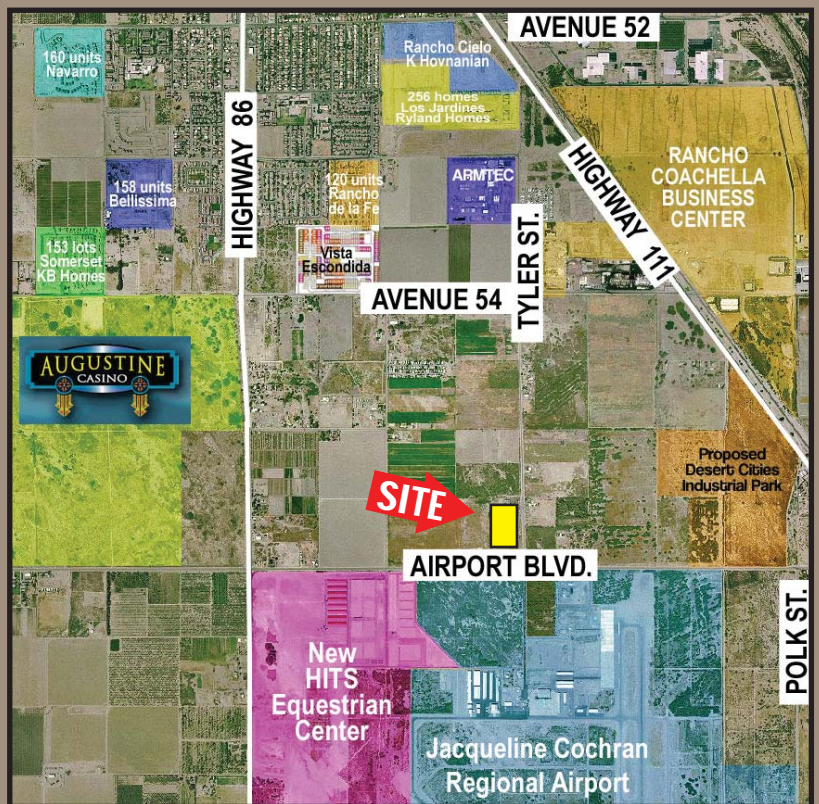 AVENUE 52
160 units
Navarro
Rancho Cielo
K Hovnanian
256 homes
Los Jardines
Ryland Homes
HIGHWAY 86
HIGHWAY 111
RANCHO
COACHELLA
BUSINESS
CENTER
158 units
Bellissima
120 units
Rancho
de la Fe
ARMTEC
TYLER ST.
153 lots
Somerset
KB Homes
Vista
Escondida
AVENUE 54
AUGUSTINE
CASINO
Proposed
Desert Cities
Industrial Park
SITE
AIRPORT BLVD.
POLK ST.
New
HITS
Equestrian
Center
Jacqueline Cochran
Regional Airport